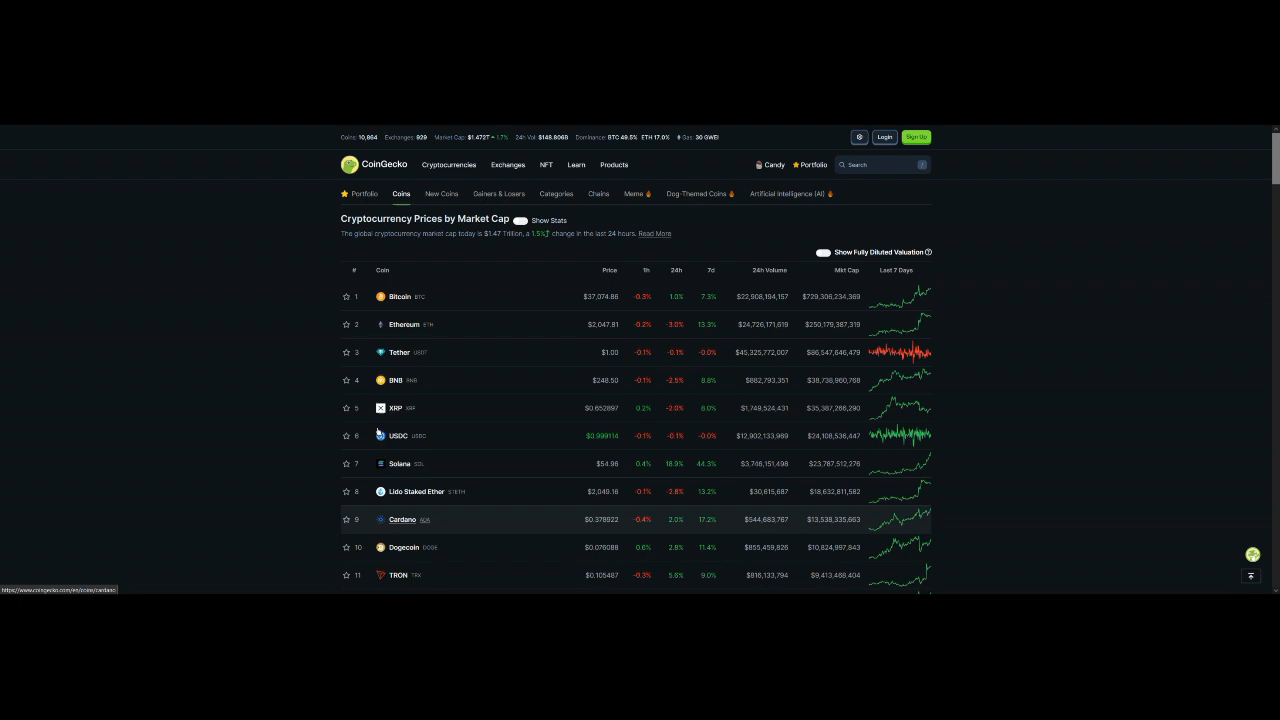 Coins: 10,864 Exchanges: 929 Market Cap: $1.472T 1.7% 24h Vol: $148.806B Dominance: BTC 49.5% ETH 17.0% Gas: 30 GWEI Login Sign Up
CoinGecko Cryptocurrencies Exchanges NFT Learn Products Candy Portfolio Search /
Portfolio Coins New Coins Gainers & Losers Categories Chains Meme Dog-Themed Coins Artificial Intelligence (AI)
Cryptocurrency Prices by Market Cap Show Stats
The global cryptocurrency market cap today is $1.47 Trillion, a 1.5% change in the last 24 hours. Read More
Show Fully Diluted Valuation
# Coin Price 1h 24h 7d 24h Volume Mkt Cap Last 7 Days
1 Bitcoin BTC $37,074.86 -0.3% 1.0% 7.3% $22,908,194,157 $729,306,234,369
2 Ethereum ETH $2,047.81 -0.2% -3.0% 13.3% $24,726,171,619 $250,179,387,319
3 Tether USDT $1.00 -0.1% -0.1% -0.0% $45,325,772,007 $86,547,646,479
4 BNB BNB $248.50 -0.1% -2.5% 8.8% $882,793,351 $38,738,960,768
5 XRP XRP $0.652897 0.2% -2.0% 8.0% $1,749,524,431 $35,387,266,290
6 USDC USDC $0.999114 -0.1% -0.1% -0.0% $12,902,133,969 $24,108,536,447
7 Solana SOL $54.96 0.4% 18.9% 44.3% $3,746,151,498 $23,787,512,276
8 Lido Staked Ether STETH $2,049.16 -0.1% -2.8% 13.2% $30,615,687 $18,632,811,582
9 Cardano ADA $0.378922 -0.4% 2.0% 17.2% $544,683,767 $13,538,335,663
10 Dogecoin DOGE $0.076088 0.6% 2.8% 11.4% $855,459,826 $10,824,997,843
11 TRON TRX $0.105487 -0.3% 5.6% 9.0% $816,133,794 $9,413,468,404
https://www.coingecko.com/en/coins/cardano